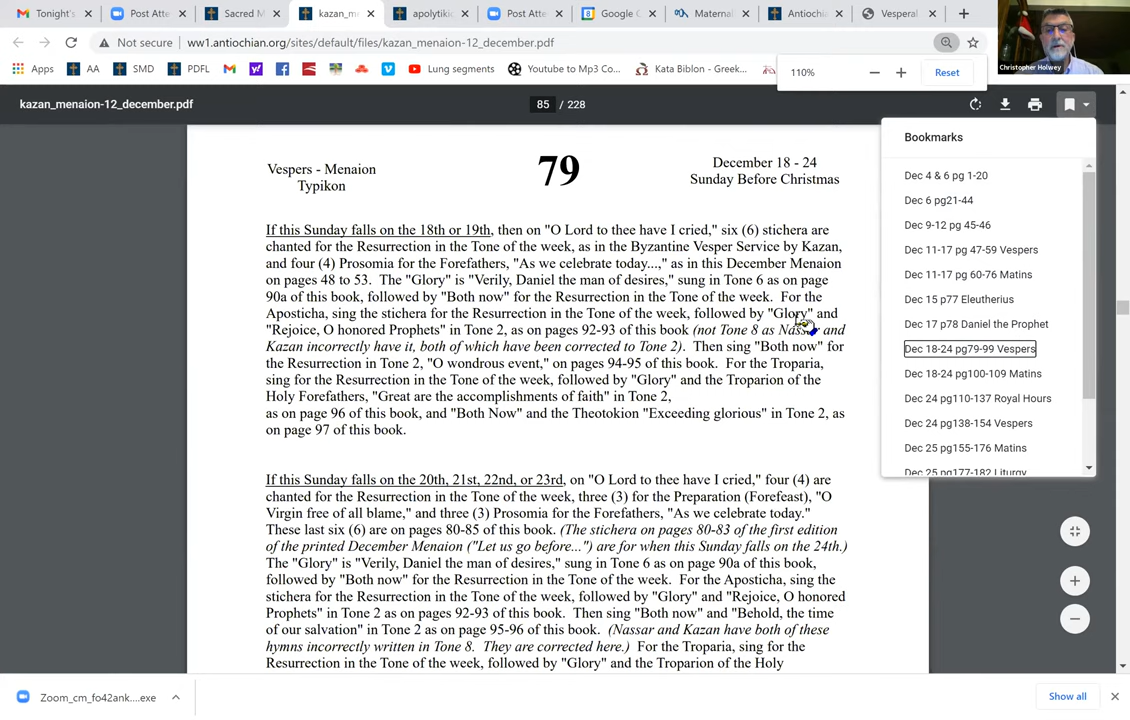 Tonight's
Post Atte
Sacred M
kazan_me
apolytiki
Post Atte
Google C
Maternal
Antiochia
Vesperal
Not secure
ww1.antiochian.org/sites/default/files/kazan_menaion-12_december.pdf
Apps
AA
SMD
PDFL
Lung segments
Youtube to Mp3 Co...
Kata Biblon - Greek...
110%
Reset
Christopher Holwey
kazan_menaion-12_december.pdf
85 / 228
Bookmarks
Dec 4 & 6 pg 1-20
Dec 6 pg21-44
Dec 9-12 pg 45-46
Dec 11-17 pg 47-59 Vespers
Dec 11-17 pg 60-76 Matins
Dec 15 p77 Eleutherius
Dec 17 p78 Daniel the Prophet
Dec 18-24 pg79-99 Vespers
Dec 18-24 pg100-109 Matins
Dec 24 pg110-137 Royal Hours
Dec 24 pg138-154 Vespers
Dec 25 pg155-176 Matins
Dec 25 pg177-182 Liturgy
Vespers - Menaion
Typikon
79
December 18 - 24
Sunday Before Christmas
If this Sunday falls on the 18th or 19th, then on "O Lord to thee have I cried," six (6) stichera are
chanted for the Resurrection in the Tone of the week, as in the Byzantine Vesper Service by Kazan,
and four (4) Prosomia for the Forefathers, "As we celebrate today...," as in this December Menaion
on pages 48 to 53. The "Glory" is "Verily, Daniel the man of desires," sung in Tone 6 as on page
90a of this book, followed by "Both now" for the Resurrection in the Tone of the week. For the
Aposticha, sing the stichera for the Resurrection in the Tone of the week, followed by "Glory" and
"Rejoice, O honored Prophets" in Tone 2, as on pages 92-93 of this book (not Tone 8 as Nassar and
Kazan incorrectly have it, both of which have been corrected to Tone 2). Then sing "Both now" for
the Resurrection in Tone 2, "O wondrous event," on pages 94-95 of this book. For the Troparia,
sing for the Resurrection in the Tone of the week, followed by "Glory" and the Troparion of the
Holy Forefathers, "Great are the accomplishments of faith" in Tone 2,
as on page 96 of this book, and "Both Now" and the Theotokion "Exceeding glorious" in Tone 2, as
on page 97 of this book.
If this Sunday falls on the 20th, 21st, 22nd, or 23rd, on "O Lord to thee have I cried," four (4) are
chanted for the Resurrection in the Tone of the week, three (3) for the Preparation (Forefeast), "O
Virgin free of all blame," and three (3) Prosomia for the Forefathers, "As we celebrate today."
These last six (6) are on pages 80-85 of this book. (The stichera on pages 80-83 of the first edition
of the printed December Menaion ("Let us go before...") are for when this Sunday falls on the 24th.)
The "Glory" is "Verily, Daniel the man of desires," sung in Tone 6 as on page 90a of this book,
followed by "Both now" for the Resurrection in the Tone of the week. For the Aposticha, sing the
stichera for the Resurrection in the Tone of the week, followed by "Glory" and "Rejoice, O honored
Prophets" in Tone 2 as on pages 92-93 of this book. Then sing "Both now" and "Behold, the time
of our salvation" in Tone 2 as on page 95-96 of this book. (Nassar and Kazan have both of these
hymns incorrectly written in Tone 8. They are corrected here.) For the Troparia, sing for the
Resurrection in the Tone of the week, followed by "Glory" and the Troparion of the Holy
Zoom_cm_fo42ank....exe
Show all